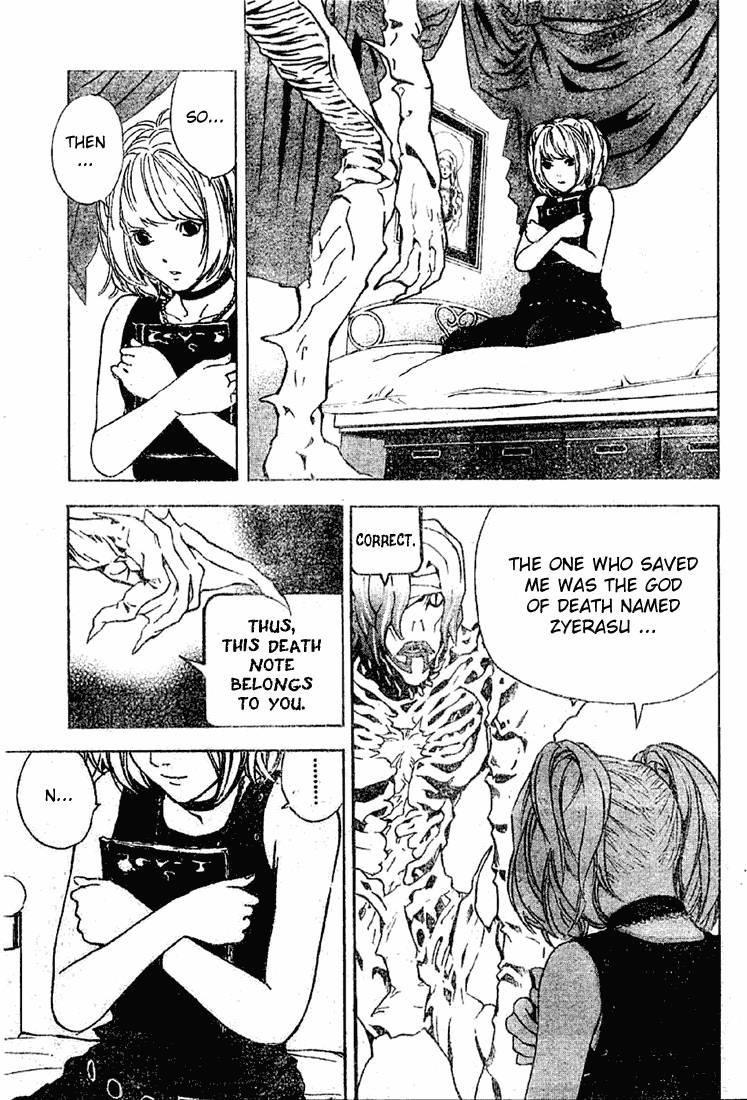 SO...
THEN
...
THE ONE WHO SAVED
ME WAS THE GOD
OF DEATH NAMED
ZYERASU ...
CORRECT.
THUS,
THIS DEATH
NOTE
BELONGS
TO YOU.
.........
N...